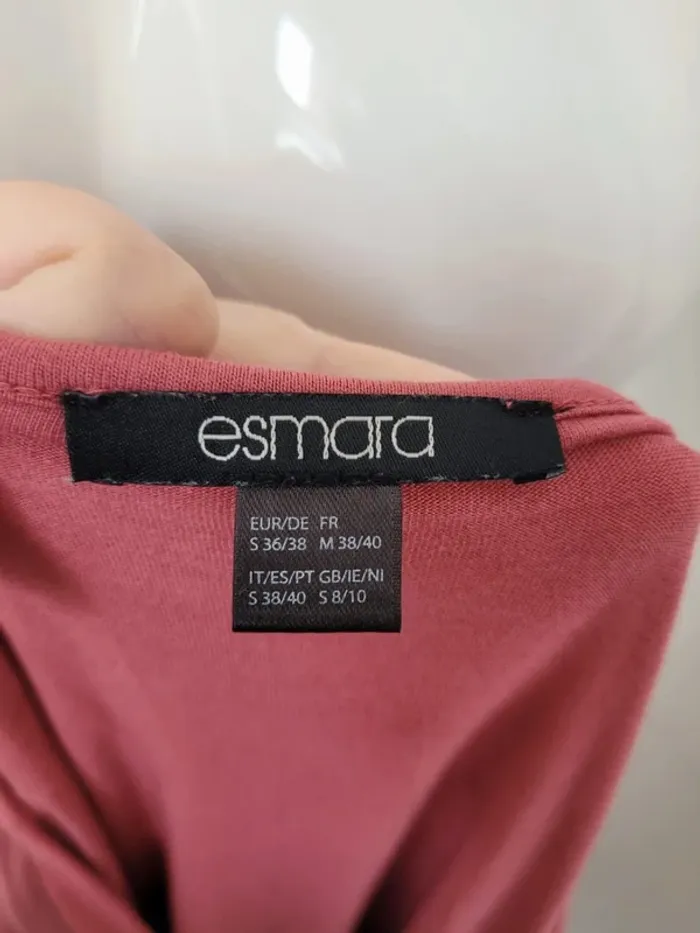 esmara
EUR/DE FR
S 36/38 M 38/40
IT/ES/PT GB/IE/NI
S 38/40 S 8/10